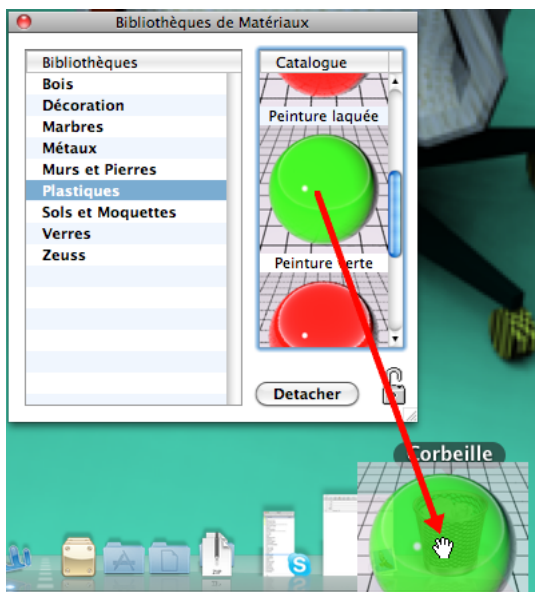 Bibliothèques de Matériaux
Bibliothèques
Bois
Décoration
Marbres
Métaux
Murs et Pierres
Plastiques
Sols et Moquettes
Verres
Zeuss
Catalogue
Peinture laquée
Peinture verte
Detacher
Corbeille
ZIP
S